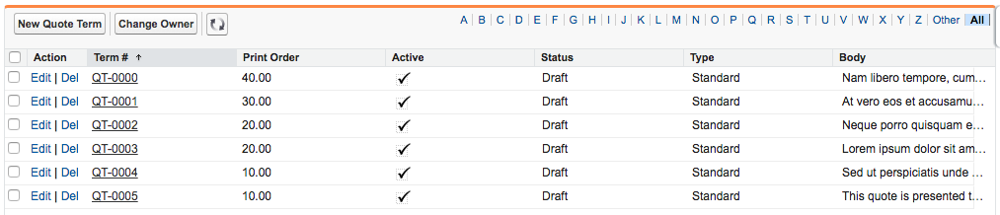 New Quote Term Change Owner A B C D E F G H I J K L M N O P Q R S T U V W X Y Z Other All
Action Term # Print Order Active Status Type Body
Edit | Del QT-0000 40.00 Draft Standard Nam libero tempore, cum…
Edit | Del QT-0001 30.00 Draft Standard At vero eos et accusamu…
Edit | Del QT-0002 20.00 Draft Standard Neque porro quisquam e…
Edit | Del QT-0003 20.00 Draft Standard Lorem ipsum dolor sit am…
Edit | Del QT-0004 10.00 Draft Standard Sed ut perspiciatis unde …
Edit | Del QT-0005 10.00 Draft Standard This quote is presented t…